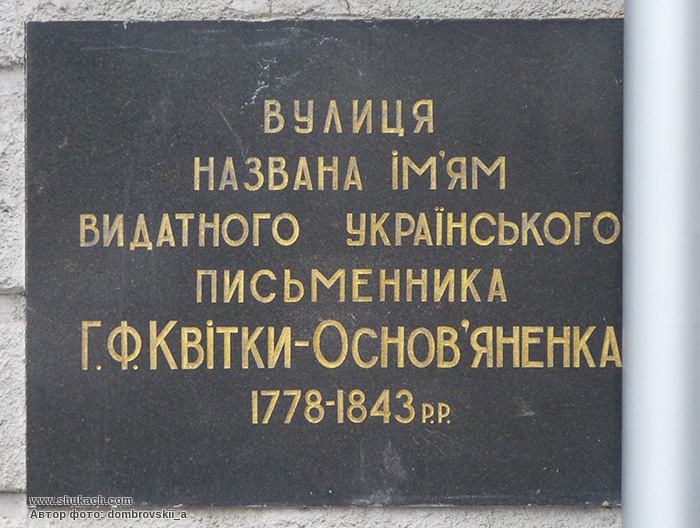 ВУЛИЦЯ
НАЗВАНА ІМ'ЯМ
ВИДАТНОГО УКРАЇНСЬКОГО
ПИСЬМЕННИКА
Г.Ф.КВІТКИ-ОСНОВ'ЯНЕНКА
1778-1843 Р.Р.
www.shukach.com
Автор фото: dombrovskii_a